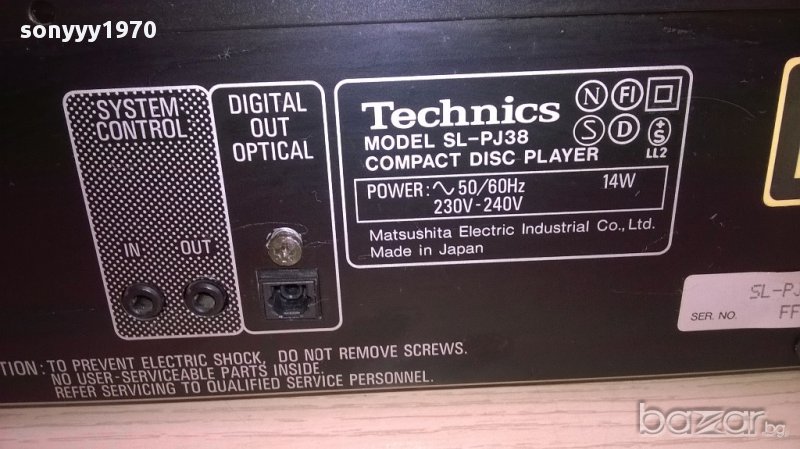 sonyyy1970
SYSTEM
CONTROL
IN OUT
DIGITAL
OUT
OPTICAL
Technics
MODEL SL-PJ38
COMPACT DISC PLAYER
N FI
S D S
LL2
POWER: ∿ 50/60Hz 14W
230V-240V
Matsushita Electric Industrial Co., Ltd.
Made in Japan
SL-PJ
SER. NO. FF
TION: TO PREVENT ELECTRIC SHOCK, DO NOT REMOVE SCREWS.
NO USER-SERVICEABLE PARTS INSIDE.
REFER SERVICING TO QUALIFIED SERVICE PERSONNEL.
bazar.bg